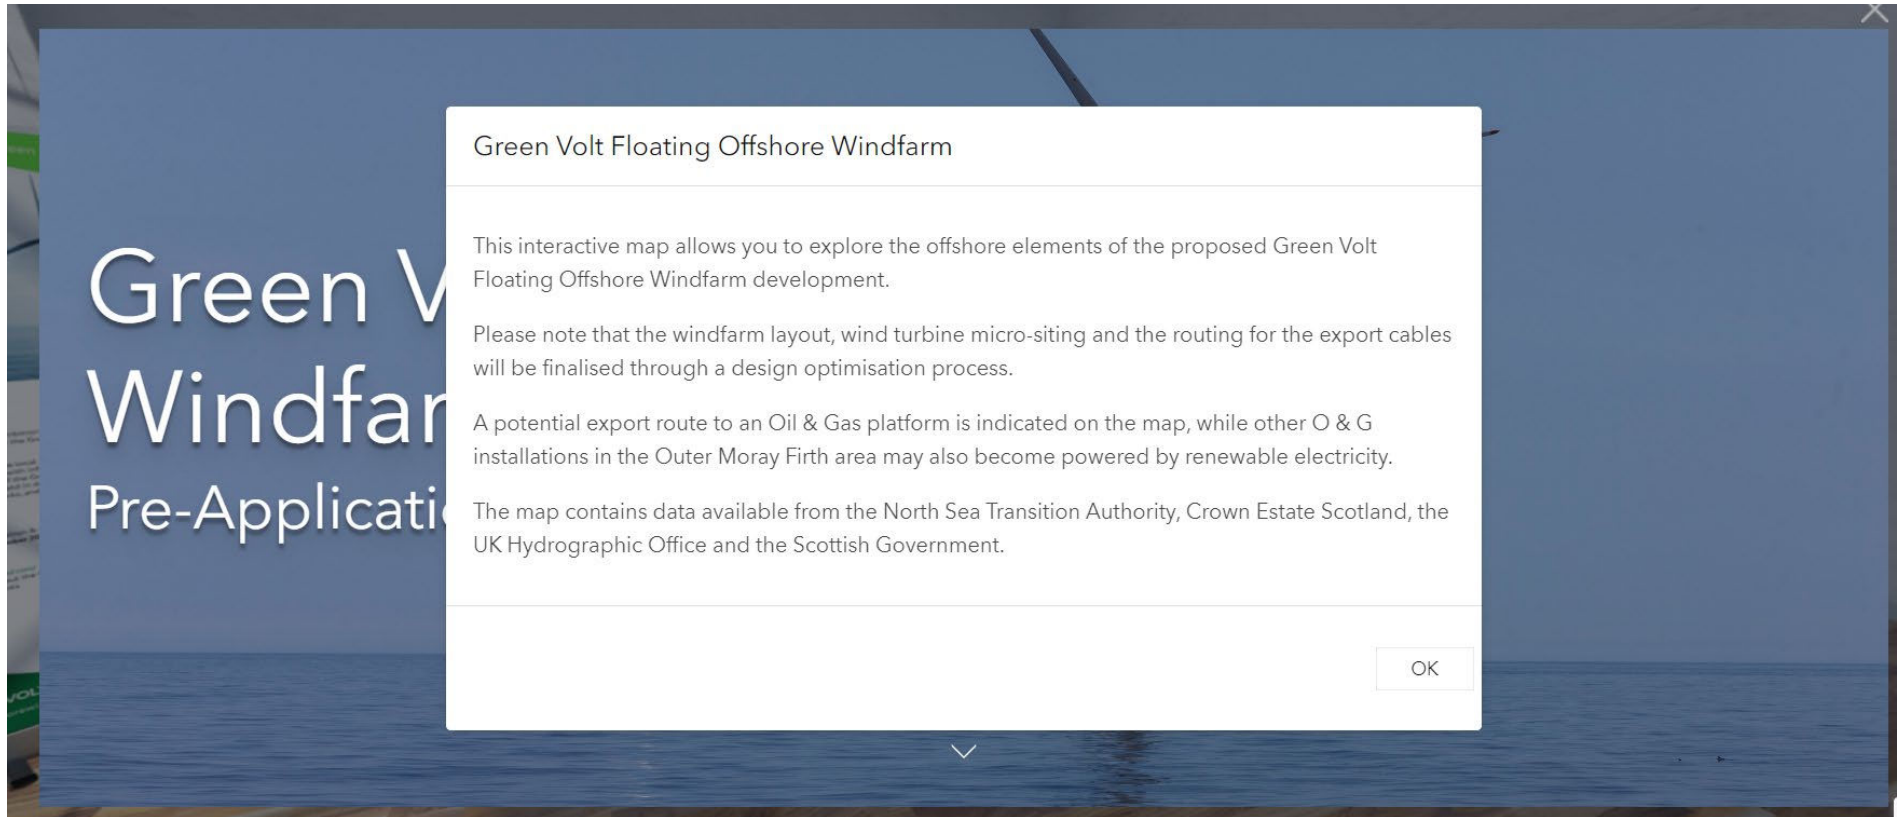 Green Volt Floating Offshore Windfarm
This interactive map allows you to explore the offshore elements of the proposed Green Volt
Floating Offshore Windfarm development.
Please note that the windfarm layout, wind turbine micro-siting and the routing for the export cables
will be finalised through a design optimisation process.
A potential export route to an Oil & Gas platform is indicated on the map, while other O & G
installations in the Outer Moray Firth area may also become powered by renewable electricity.
The map contains data available from the North Sea Transition Authority, Crown Estate Scotland, the
UK Hydrographic Office and the Scottish Government.
OK
Green V
Windfar
Pre-Applicati